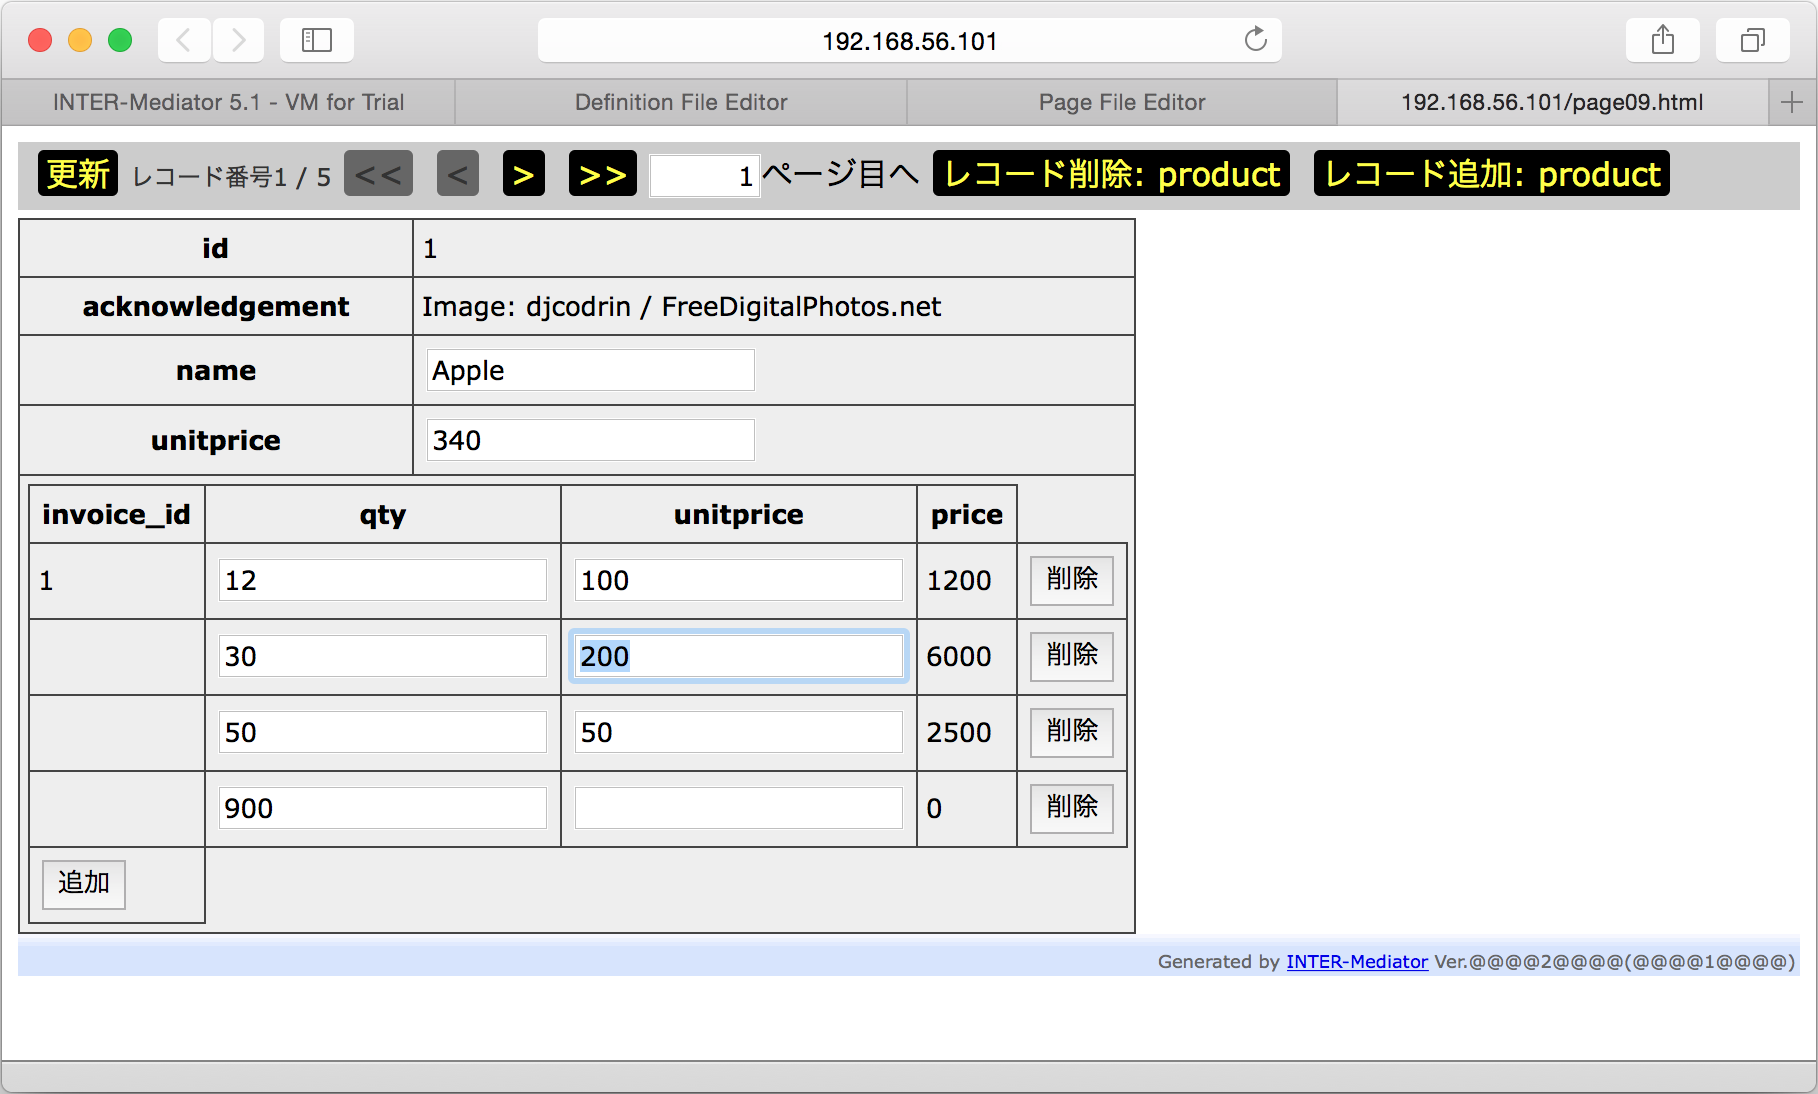 192.168.56.101
INTER-Mediator 5.1 - VM for Trial Definition File Editor Page File Editor 192.168.56.101/page09.html +
更新 レコード番号1 / 5 << < > >> 1 ページ目へ レコード削除: product レコード追加: product
id 1
acknowledgement Image: djcodrin / FreeDigitalPhotos.net
name Apple
unitprice 340
invoice_id qty unitprice price
1 12 100 1200 削除
30 200 6000 削除
50 50 2500 削除
900 0 削除
追加
Generated by INTER-Mediator Ver.@@@@2@@@@(@@@@1@@@@)